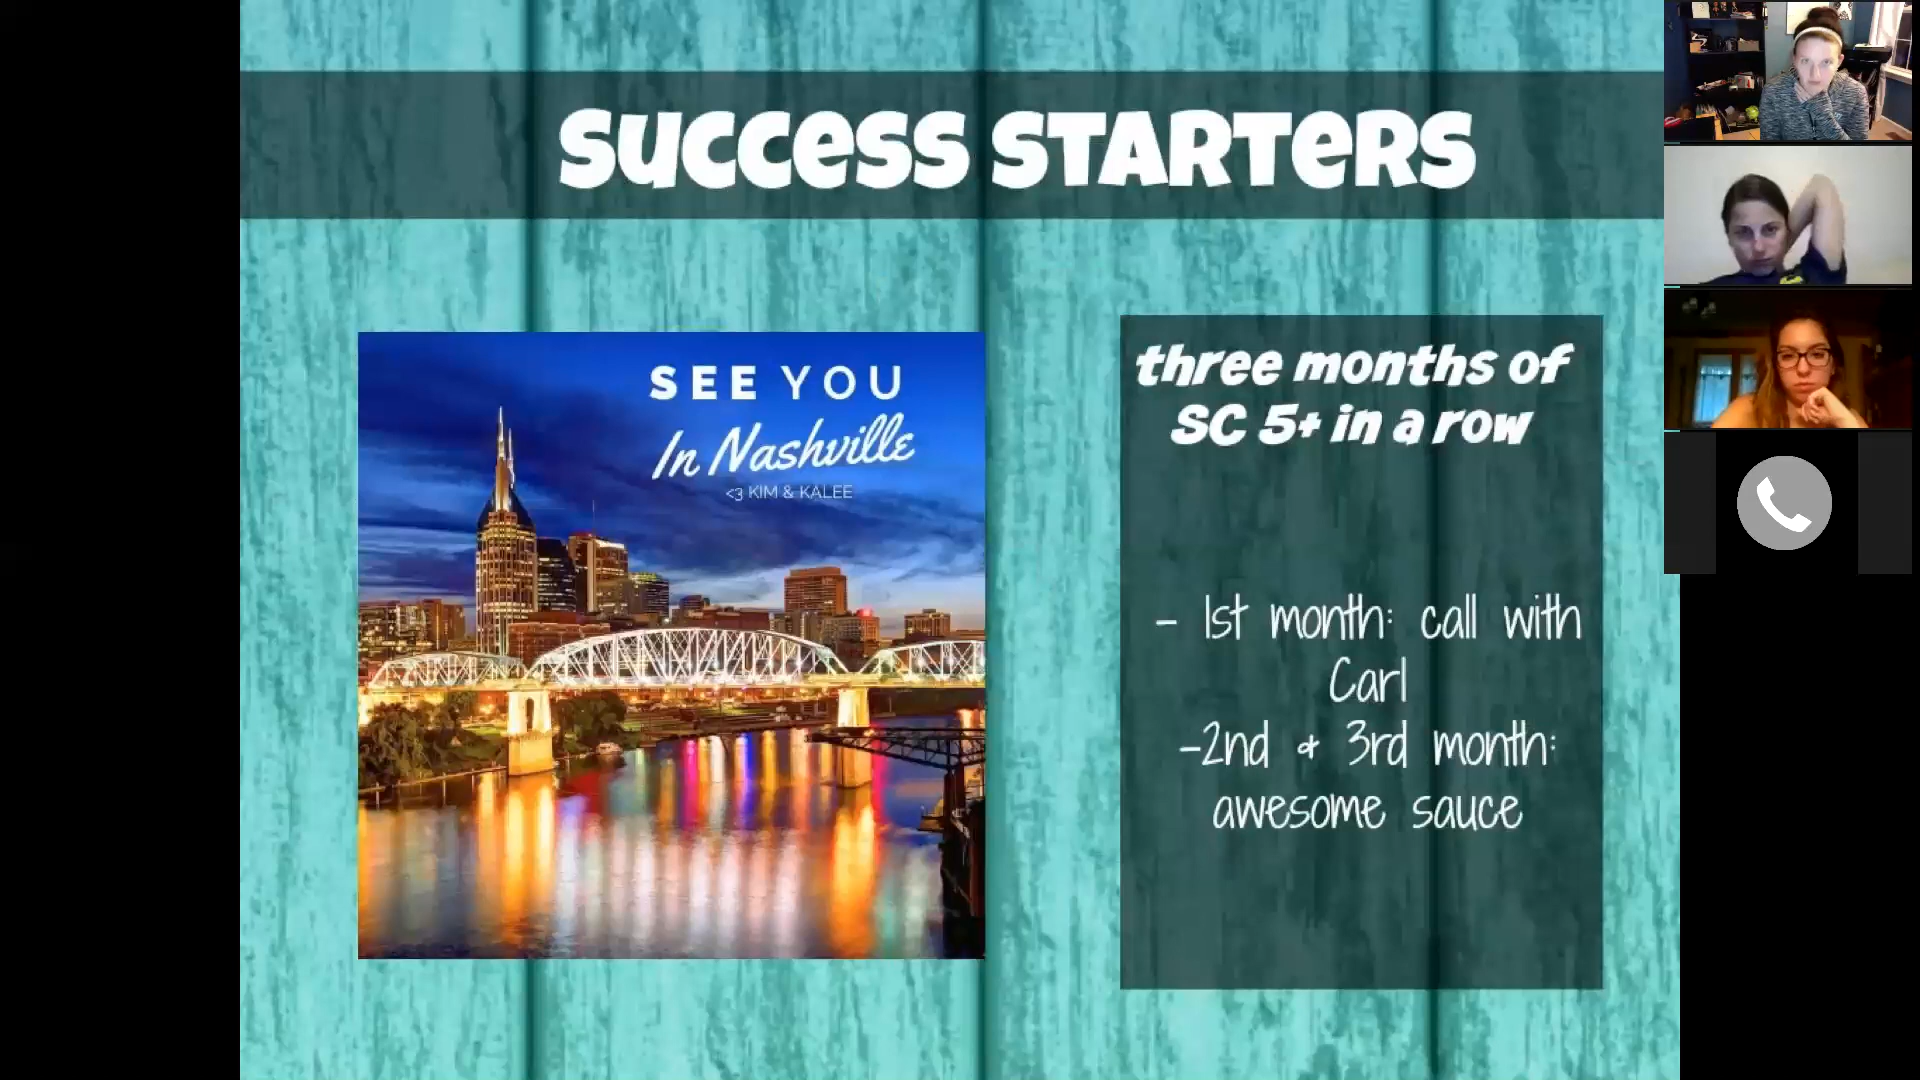 SUCCESS STARTERS
SEE YOU
In Nashville
<3 KIM & KALEE
three months of
SC 5+ in a row
- 1st month: call with
Carl
-2nd & 3rd month:
awesome sauce